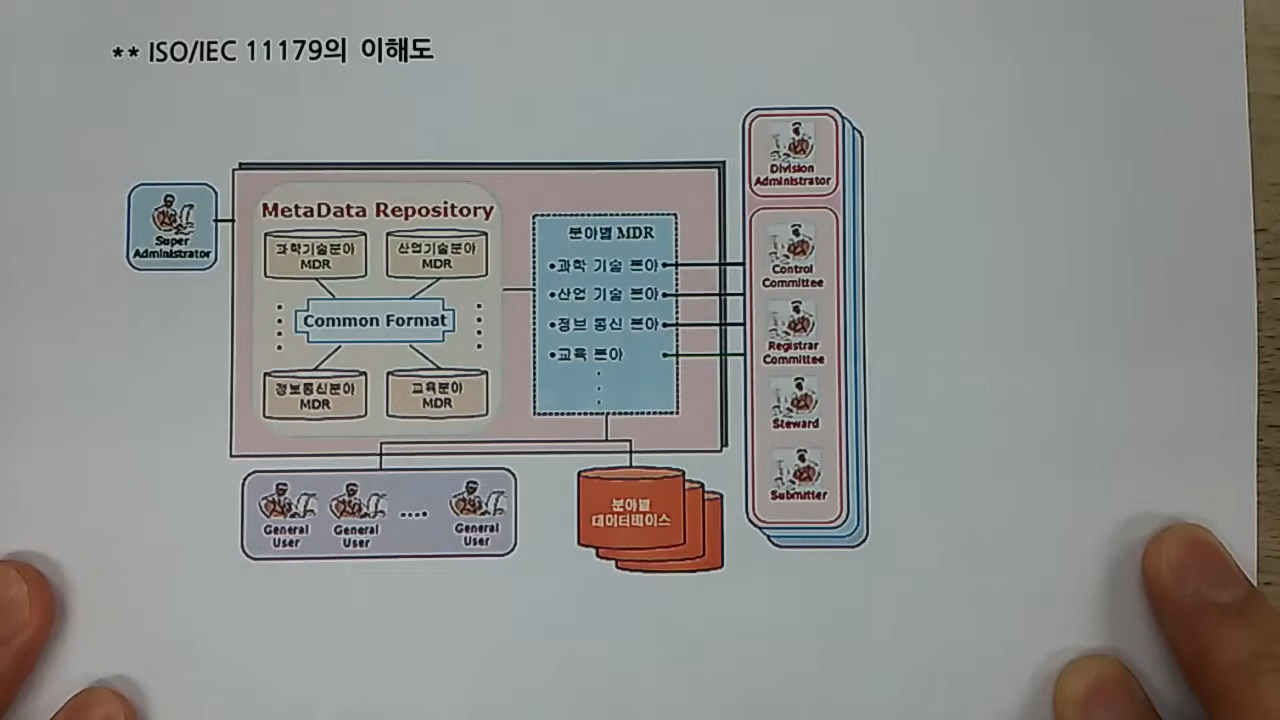 ** ISO/IEC 11179의 이해도
Super
Administrator
MetaData Repository
과학기술분야
MDR
산업기술분야
MDR
Common Format
정보통신분야
MDR
교육분야
MDR
분야별 MDR
•과학 기술 분야
•산업 기술 분야
•정보 통신 분야
•교육 분야
Division
Administrator
Control
Committee
Registrar
Committee
Steward
Submitter
General
User
General
User
....
General
User
분야별
데이터베이스